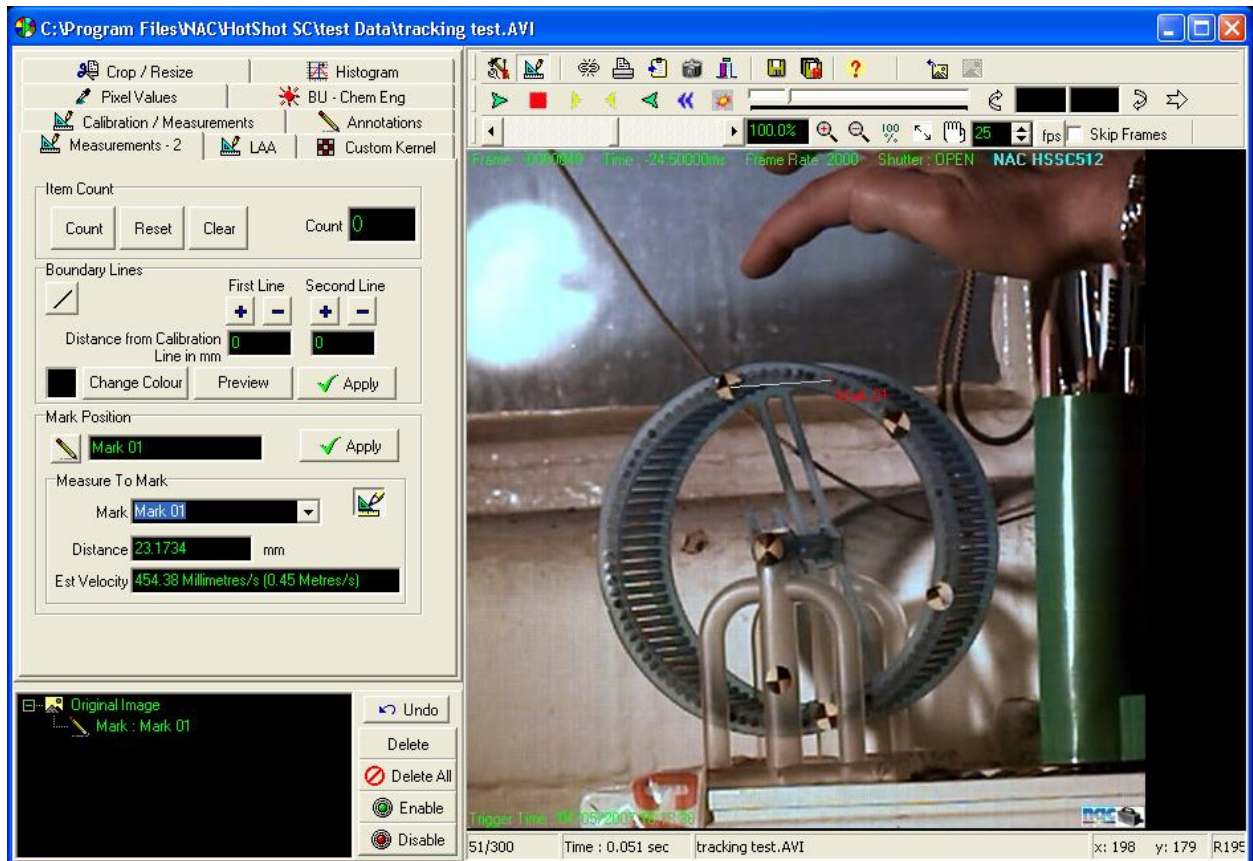 C:\Program Files\NAC\HotShot SC\test Data\tracking test.AVI
Crop / Resize
Histogram
Pixel Values
BU - Chem Eng
Calibration / Measurements
Annotations
Measurements - 2
LAA
Custom Kernel
Item Count
Count
Reset
Clear
Count 0
Boundary Lines
First Line
Second Line
+ - + -
Distance from Calibration
Line in mm
0
0
Change Colour
Preview
Apply
Mark Position
Mark 01
Apply
Measure To Mark
Mark Mark 01
Distance 23.1734 mm
Est Velocity 454.38 Millimetres/s (0.45 Metres/s)
Original Image
Mark : Mark 01
Undo
Delete
Delete All
Enable
Disable
?
100.0%
100%
25
fps
Skip Frames
Frame Time : -24.50000ms Frame Rate 2000 Shutter : OPEN NAC HSSC512
Mark 01
Trigger Time
nac
51/300
Time : 0.051 sec
tracking test.AVI
x: 198 y: 179
R195